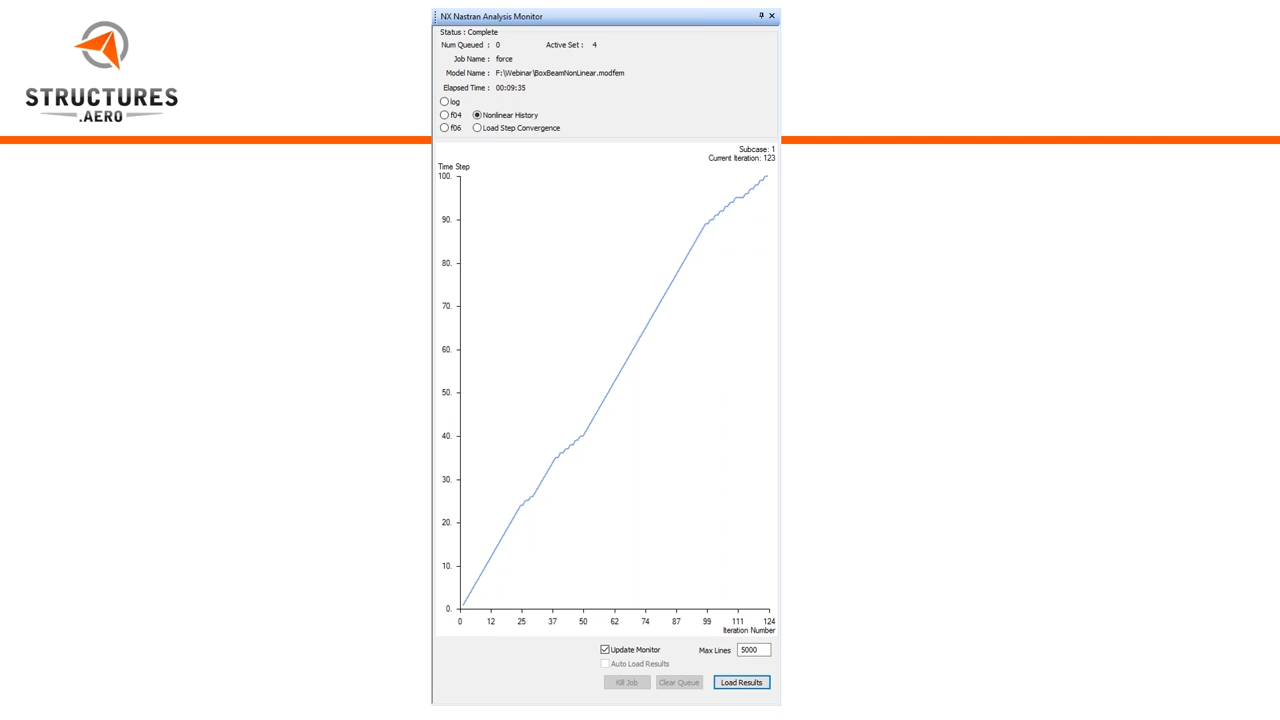 STRUCTURES
.AERO
NX Nastran Analysis Monitor
Status : Complete
Num Queued : 0 Active Set : 4
Job Name : force
Model Name : F:\Webinar\BoxBeamNonLinear.modfem
Elapsed Time : 00:09:35
log
f04 Nonlinear History
f06 Load Step Convergence
Subcase: 1
Current Iteration: 123
Time Step
100.
90.
80.
70.
60.
50.
40.
30.
20.
10.
0.
0 12 25 37 50 62 74 87 99 111 124
Iteration Number
Update Monitor Max Lines 5000
Auto Load Results
Kill Job Clear Queue Load Results